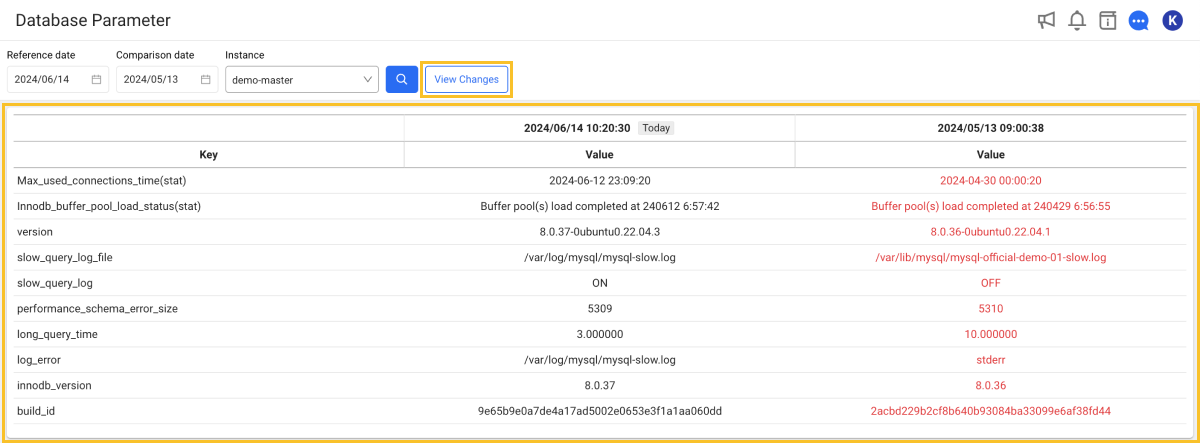 Database Parameter
K
Reference date Comparison date Instance
2024/06/14 2024/05/13 demo-master View Changes
2024/06/14 10:20:30 Today 2024/05/13 09:00:38
Key Value Value
Max_used_connections_time(stat) 2024-06-12 23:09:20 2024-04-30 00:00:20
Innodb_buffer_pool_load_status(stat) Buffer pool(s) load completed at 240612 6:57:42 Buffer pool(s) load completed at 240429 6:56:55
version 8.0.37-0ubuntu0.22.04.3 8.0.36-0ubuntu0.22.04.1
slow_query_log_file /var/log/mysql/mysql-slow.log /var/lib/mysql/mysql-official-demo-01-slow.log
slow_query_log ON OFF
performance_schema_error_size 5309 5310
long_query_time 3.000000 10.000000
log_error /var/log/mysql/mysql-slow.log stderr
innodb_version 8.0.37 8.0.36
build_id 9e65b9e0a7de4a17ad5002e0653e3f1a1aa060dd 2acbd229b2cf8b640b93084ba33099e6af38fd44